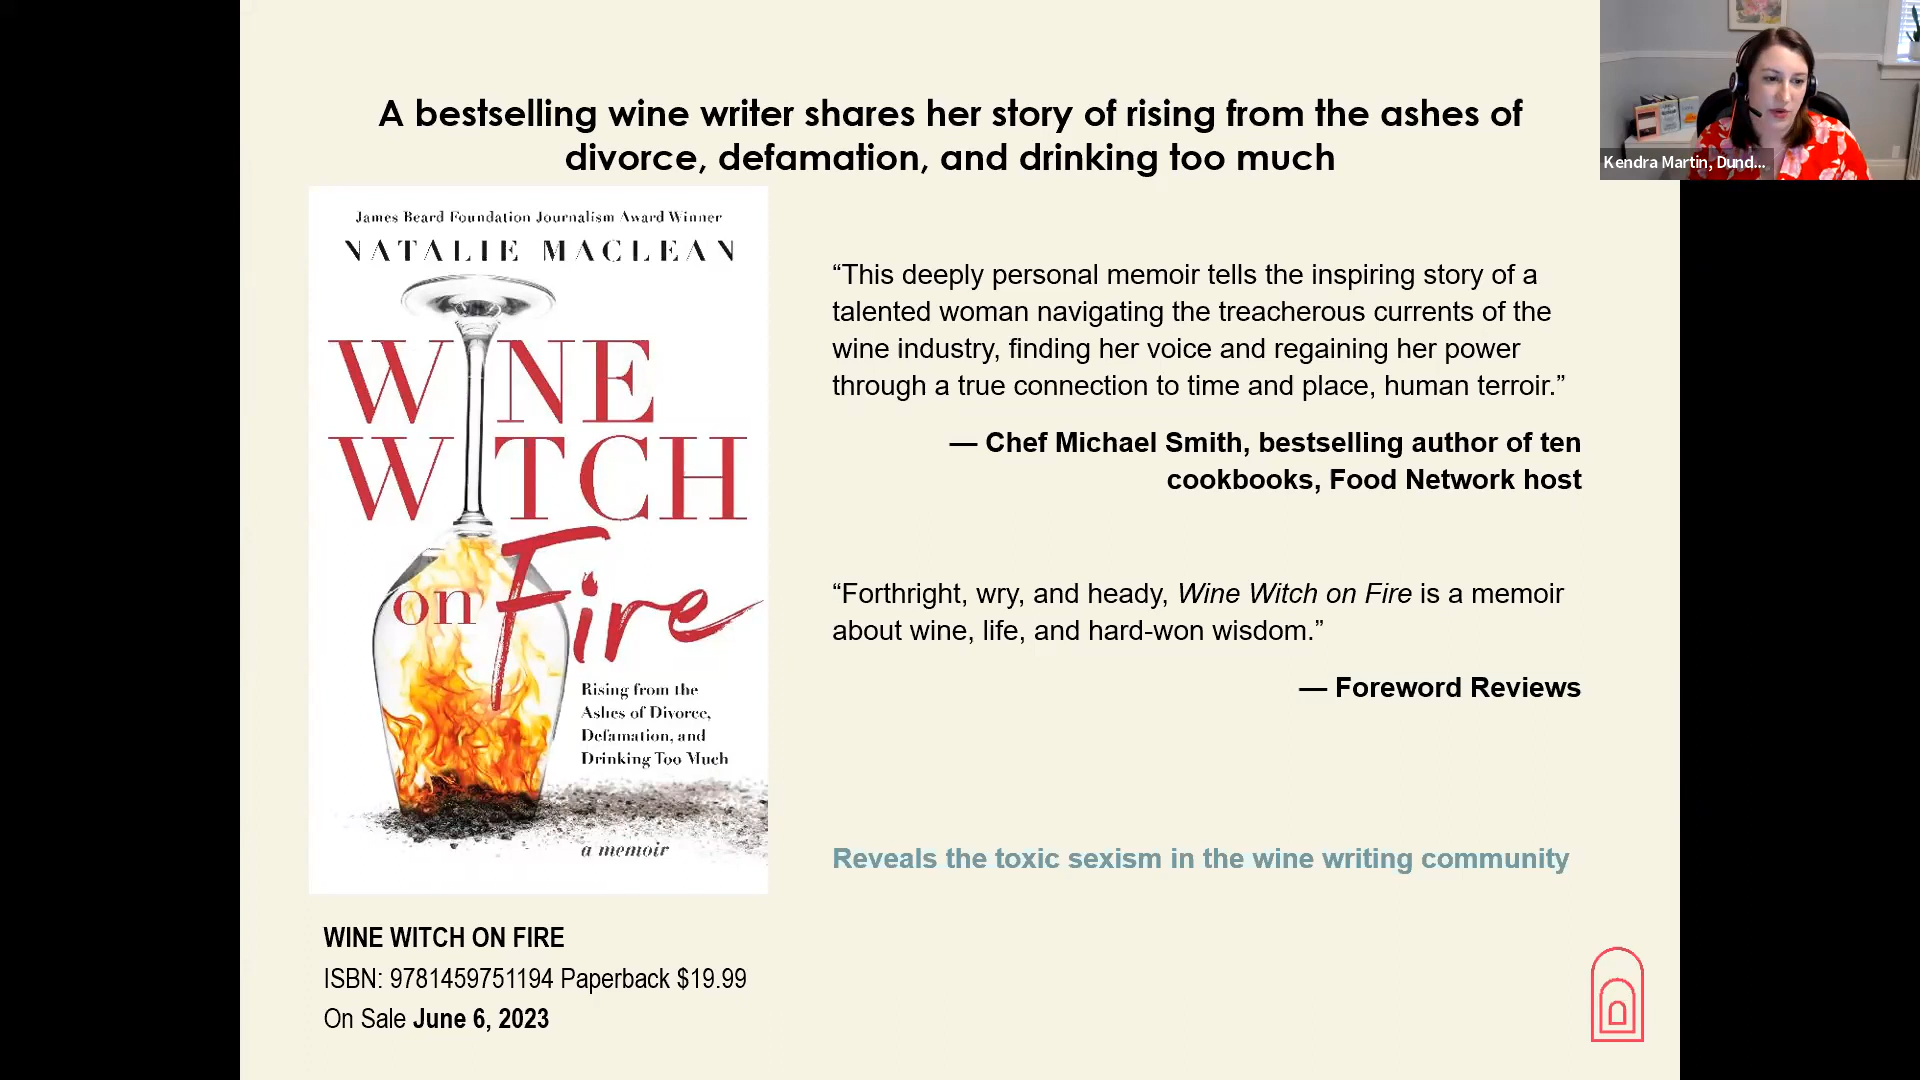 A bestselling wine writer shares her story of rising from the ashes of
divorce, defamation, and drinking too much
Kendra Martin, Dund...
James Beard Foundation Journalism Award Winner
NATALIE MACLEAN
WINE
WITCH
on Fire
Rising from the
Ashes of Divorce,
Defamation, and
Drinking Too Much
a memoir
“This deeply personal memoir tells the inspiring story of a
talented woman navigating the treacherous currents of the
wine industry, finding her voice and regaining her power
through a true connection to time and place, human terroir.”
— Chef Michael Smith, bestselling author of ten
cookbooks, Food Network host
“Forthright, wry, and heady, Wine Witch on Fire is a memoir
about wine, life, and hard-won wisdom.”
— Foreword Reviews
Reveals the toxic sexism in the wine writing community
WINE WITCH ON FIRE
ISBN: 9781459751194 Paperback $19.99
On Sale June 6, 2023